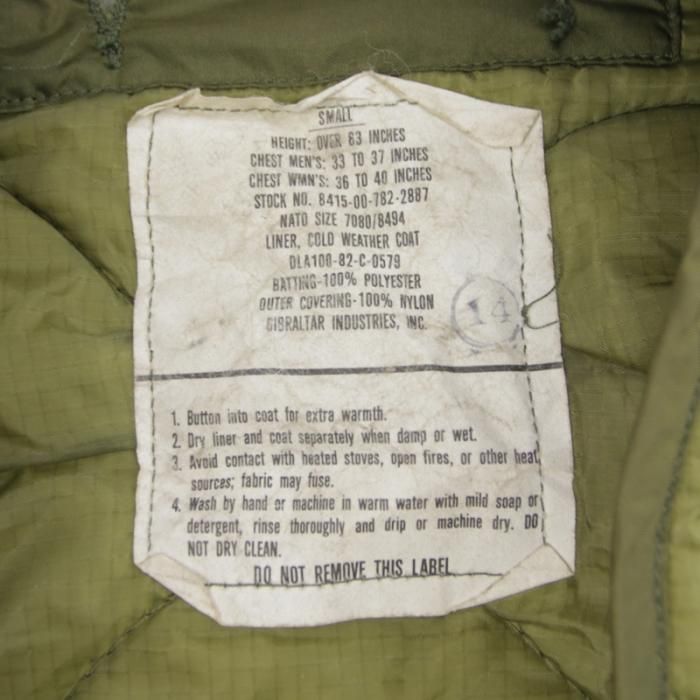 SMALL
HEIGHT: OVER 63 INCHES
CHEST MEN'S: 33 TO 37 INCHES
CHEST WMN'S: 36 TO 40 INCHES
STOCK NO. 8415-00-782-2887
NATO SIZE 7080/8494
LINER, COLD WEATHER COAT
DLA100-82-C-0579
BATTING-100% POLYESTER
OUTER COVERING-100% NYLON
GIBRALTAR INDUSTRIES, INC.
14
1. Button into coat for extra warmth.
2. Dry liner and coat separately when damp or wet.
3. Avoid contact with heated stoves, open fires, or other heat
sources; fabric may fuse.
4. Wash by hand or machine in warm water with mild soap or
detergent, rinse thoroughly and drip or machine dry. DO
NOT DRY CLEAN.
DO NOT REMOVE THIS LABEL